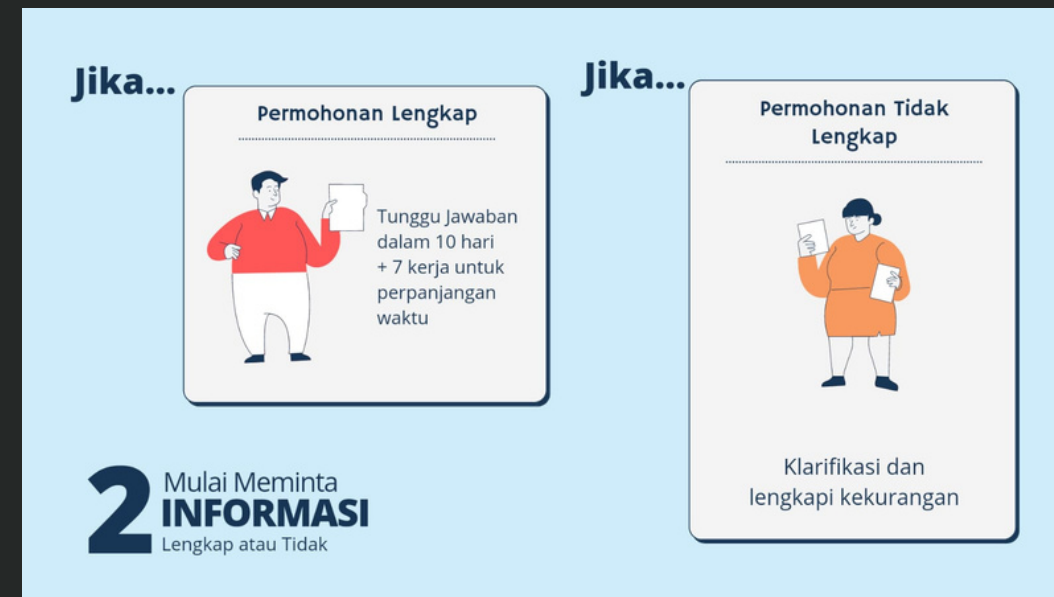 Jika...
Permohonan Lengkap
Tunggu Jawaban
dalam 10 hari
+ 7 kerja untuk
perpanjangan
waktu
Jika...
Permohonan Tidak
Lengkap
Klarifikasi dan
lengkapi kekurangan
2
Mulai Meminta
INFORMASI
Lengkap atau Tidak